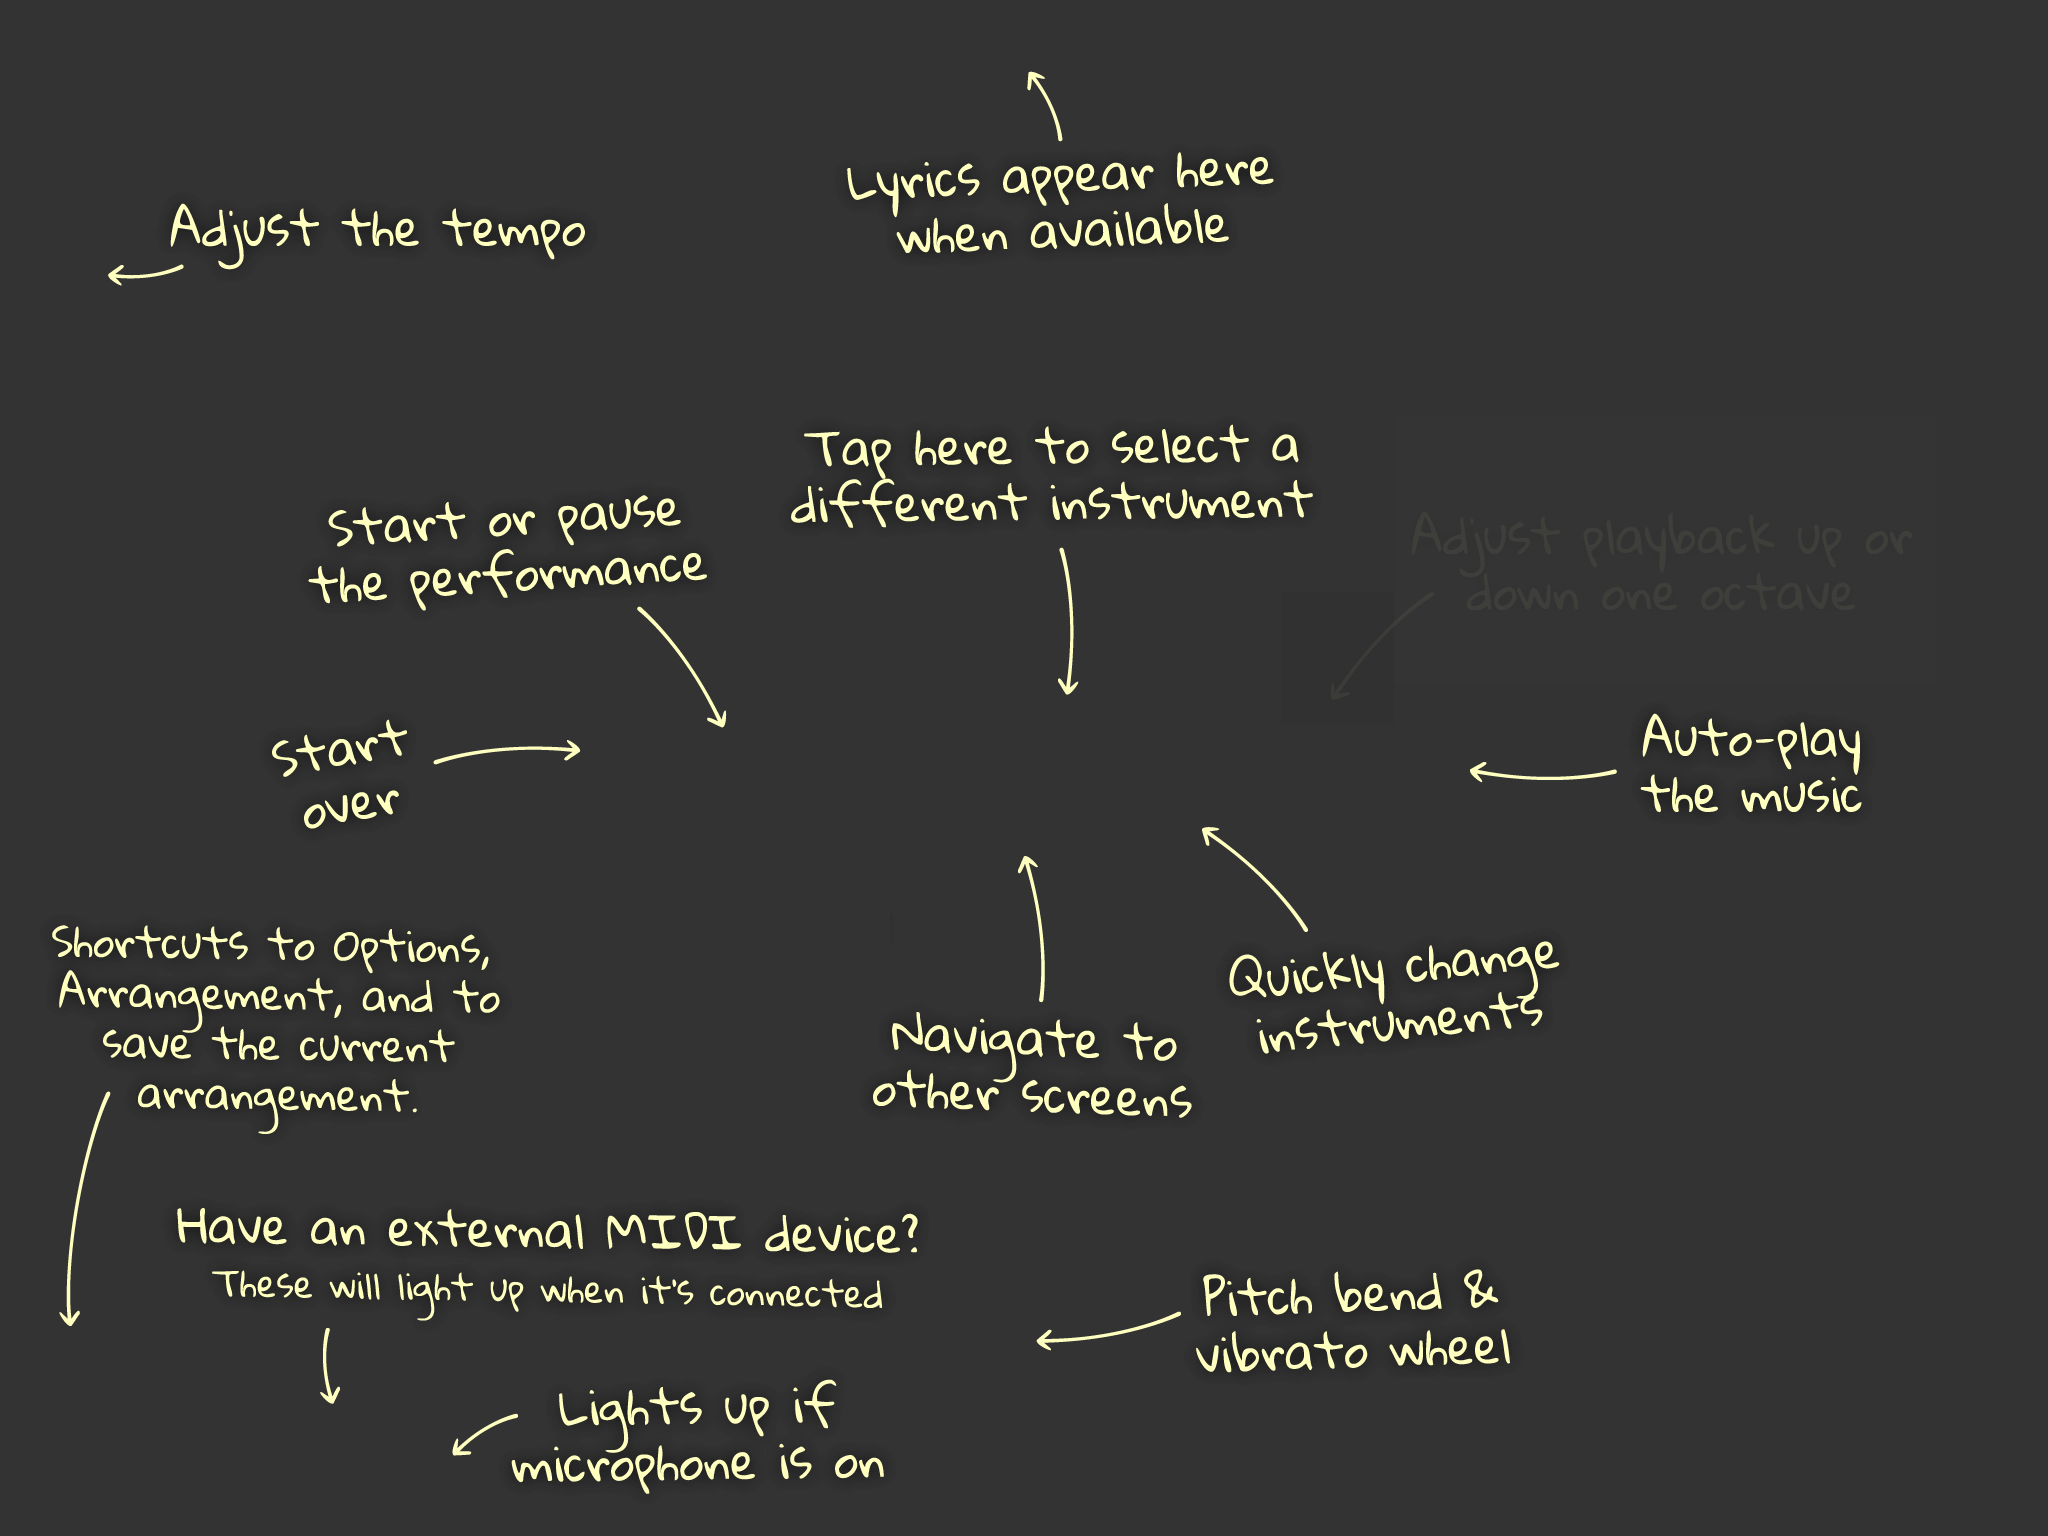 Lyrics appear here
when available
Adjust the tempo
Tap here to select a
different instrument
Start or pause
the performance
Adjust playback up or
down one octave
Start
over
Auto-play
the music
Shortcuts to Options,
Arrangement, and to
save the current
arrangement.
Quickly change
instruments
Navigate to
other screens
Have an external MIDI device?
These will light up when it's connected
Pitch bend &
vibrato wheel
Lights up if
microphone is on